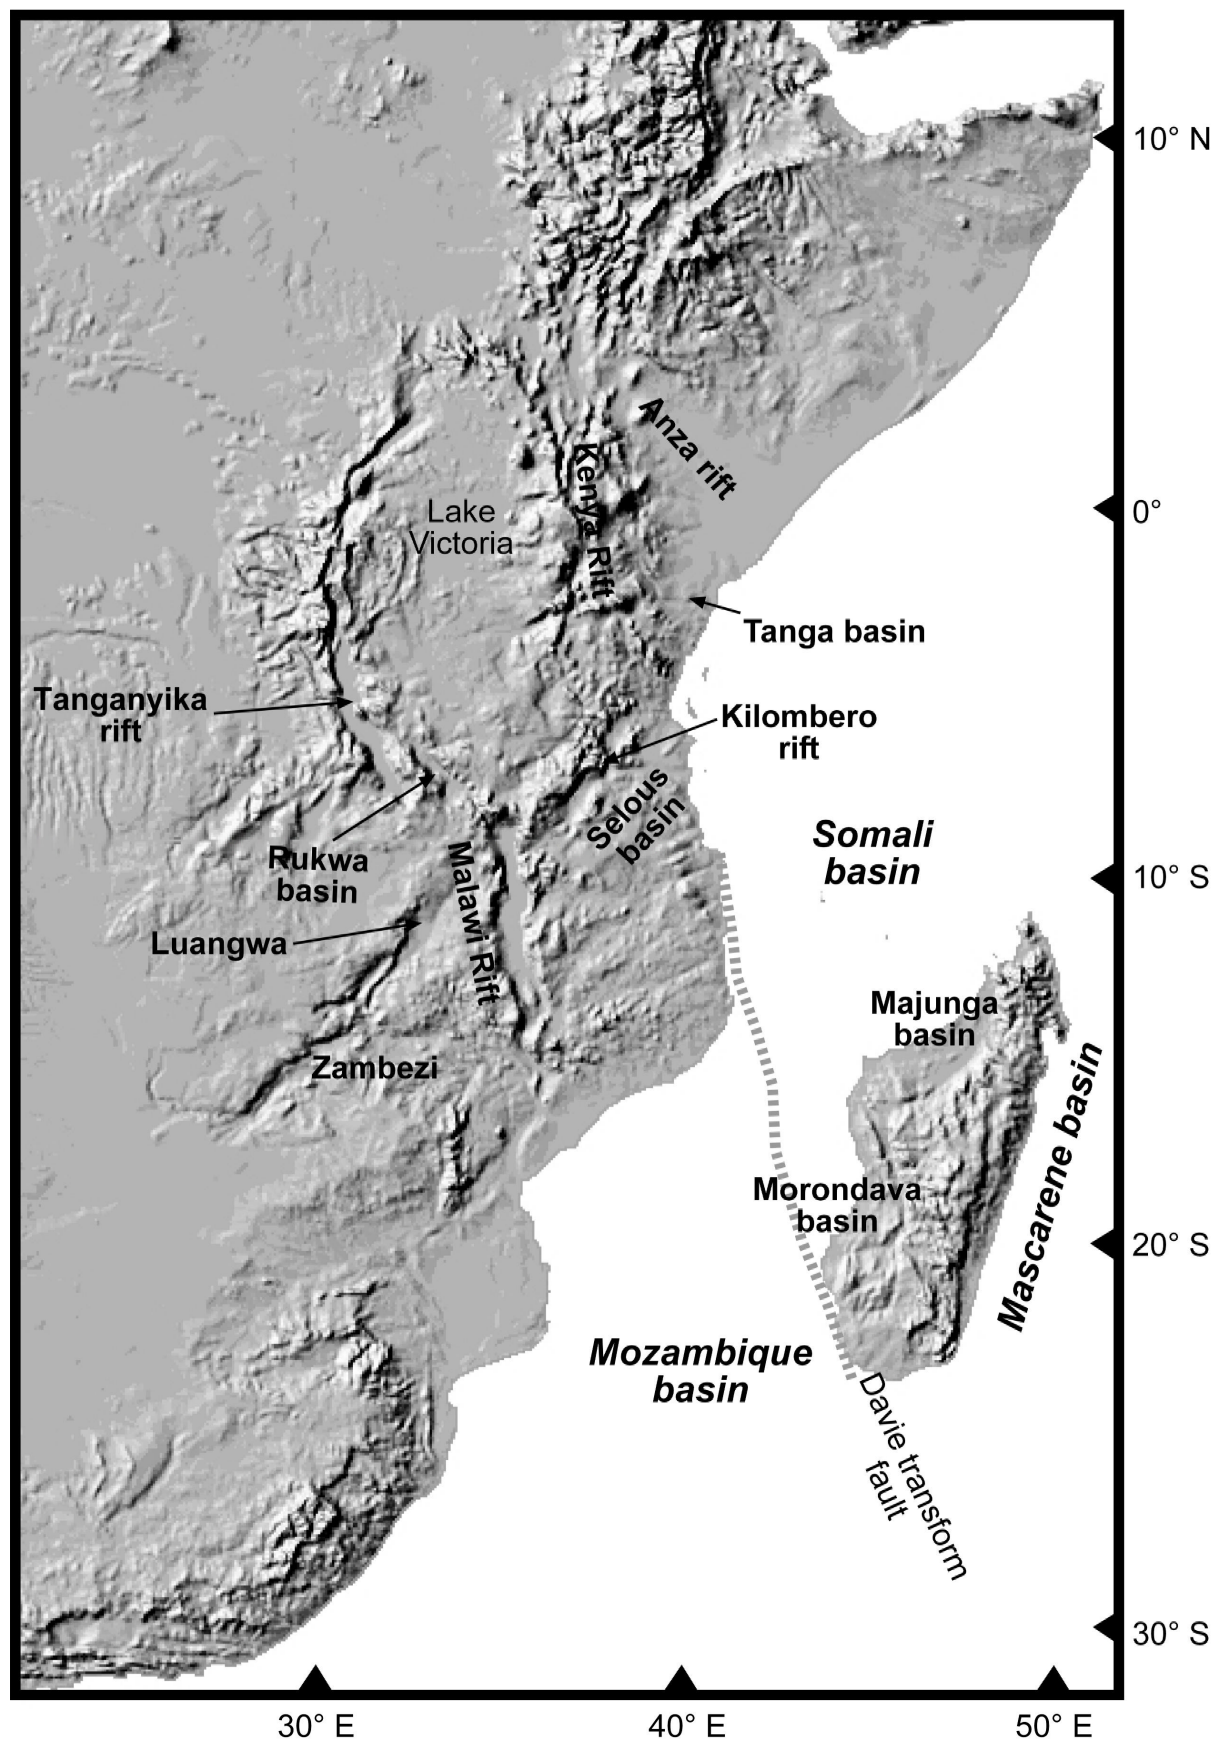 10° N
Anza rift
Kenya Rift
Lake
Victoria
0°
Tanga basin
Tanganyika
rift
Kilombero
rift
Selous
basin
Somali
basin
Rukwa
basin
10° S
Malawi Rift
Luangwa
Majunga
basin
Zambezi
Mascarene basin
Morondava
basin
20° S
Mozambique
basin
Davie transform
fault
30° S
30° E
40° E
50° E